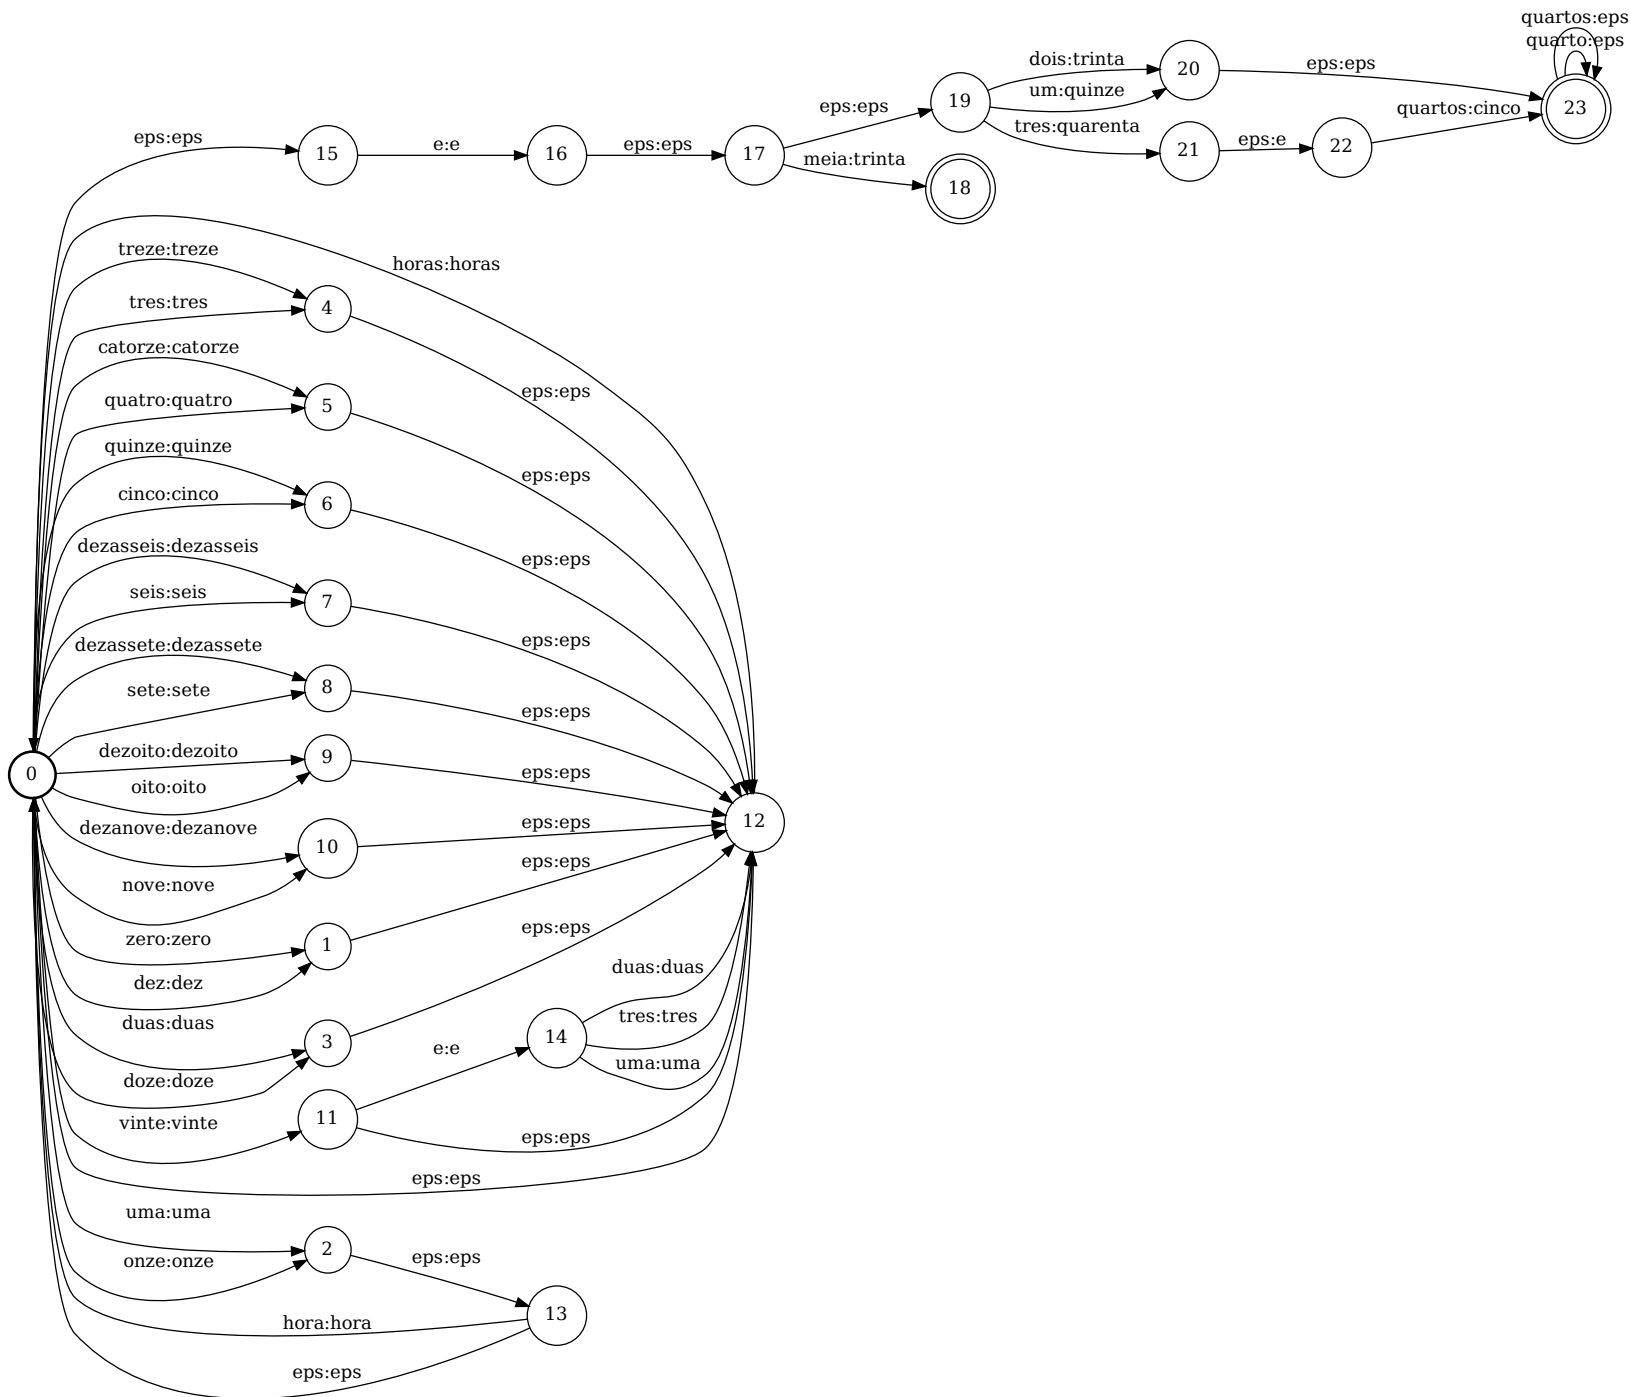 quartos:eps
quarto:eps
dois:trinta
20
eps:eps
um:quinze
19
eps:eps
quartos:cinco
23
tres:quarenta
21
eps:e
22
eps:eps
15
e:e
16
eps:eps
17
meia:trinta
18
horas:horas
treze:treze
tres:tres
4
eps:eps
catorze:catorze
quatro:quatro
5
eps:eps
quinze:quinze
cinco:cinco
6
eps:eps
dezasseis:dezasseis
seis:seis
7
eps:eps
dezassete:dezassete
sete:sete
8
eps:eps
0
dezoito:dezoito
oito:oito
9
eps:eps
12
dezanove:dezanove
nove:nove
10
eps:eps
zero:zero
dez:dez
1
eps:eps
duas:duas
doze:doze
3
eps:eps
duas:duas
tres:tres
uma:uma
14
e:e
vinte:vinte
11
eps:eps
eps:eps
uma:uma
onze:onze
2
eps:eps
13
hora:hora
eps:eps